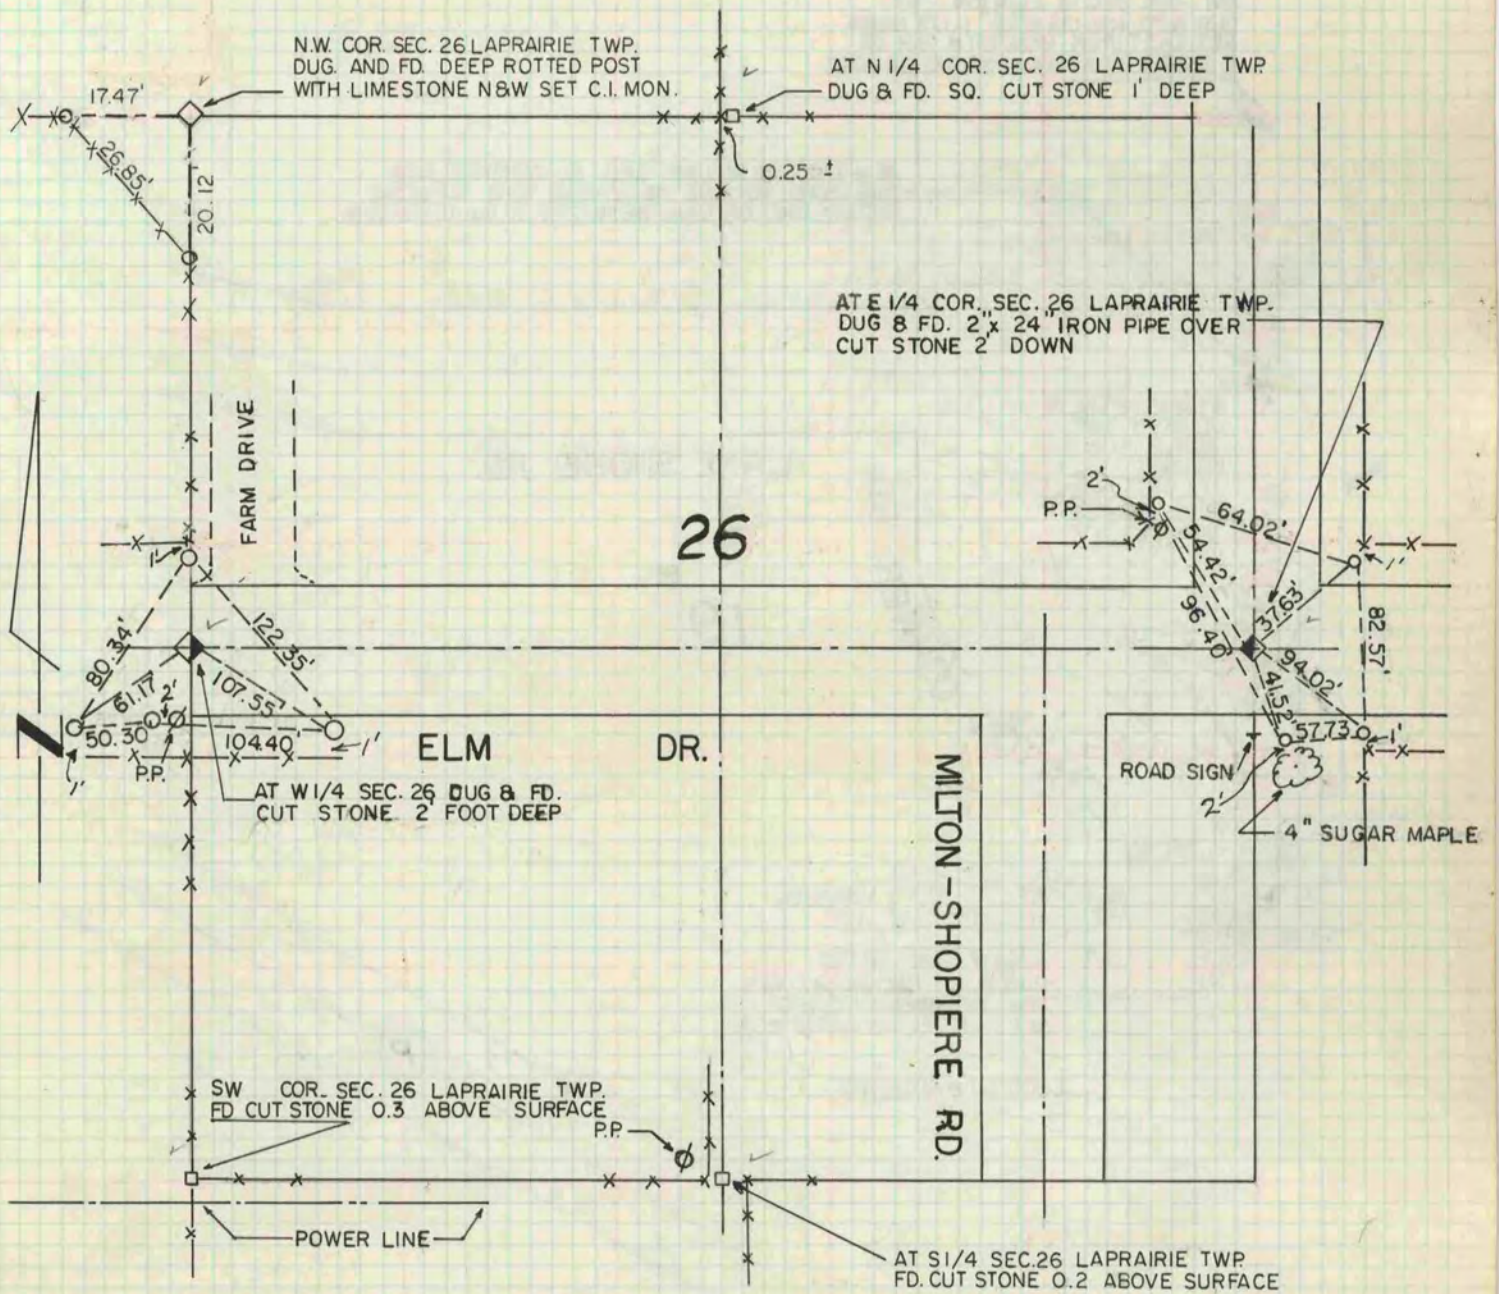 N.W. COR. SEC. 26 LAPRAIRIE TWP.
DUG. AND FD. DEEP ROTTED POST
WITH LIMESTONE N&W SET C.I. MON.
AT N 1/4 COR. SEC. 26 LAPRAIRIE TWP.
DUG & FD. SQ. CUT STONE 1' DEEP
17.47'
26.85'
20.12'
0.25 ±
AT E 1/4 COR. SEC. 26 LAPRAIRIE TWP.
DUG & FD. 2" x 24" IRON PIPE OVER
CUT STONE 2' DOWN
FARM DRIVE
26
2'
P.P.
64.02'
54.42'
96.40
37.63'
1'
82.57'
94.02'
41.52'
57.73
1'
1'
80.34'
122.35'
61.17'
2'
107.55'
50.30
104.40'
1'
1'
P.P.
N
ELM DR.
AT W 1/4 SEC. 26 DUG & FD.
CUT STONE 2' FOOT DEEP
MILTON-SHOPIERE RD.
ROAD SIGN
2'
4" SUGAR MAPLE
SW COR. SEC. 26 LAPRAIRIE TWP.
FD CUT STONE 0.3 ABOVE SURFACE
P.P.
POWER LINE
AT S 1/4 SEC. 26 LAPRAIRIE TWP.
FD. CUT STONE 0.2 ABOVE SURFACE